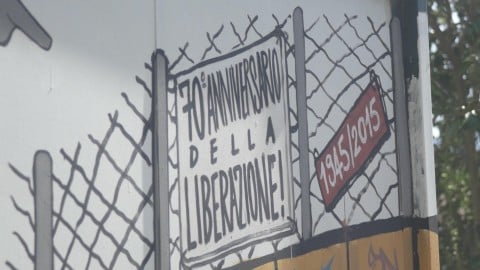 70° ANNIVERSARIO
DELLA
LIBERAZIONE!
1945/2015